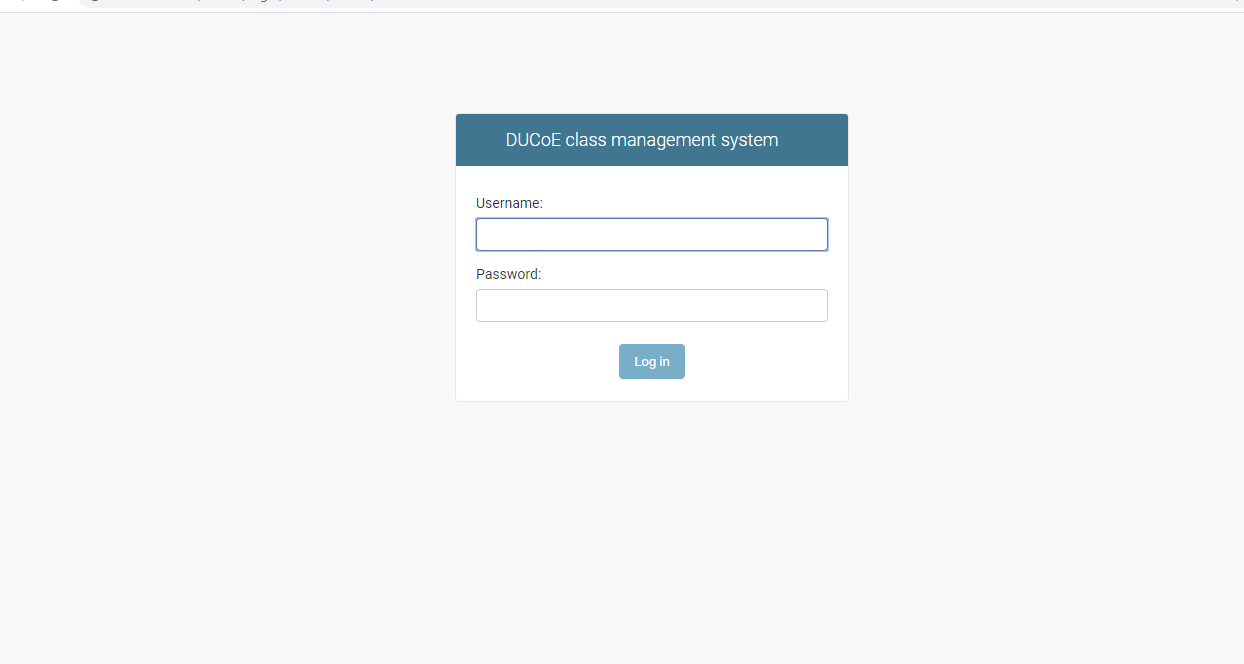 DUCoE class management system
Username:
Password:
Log in